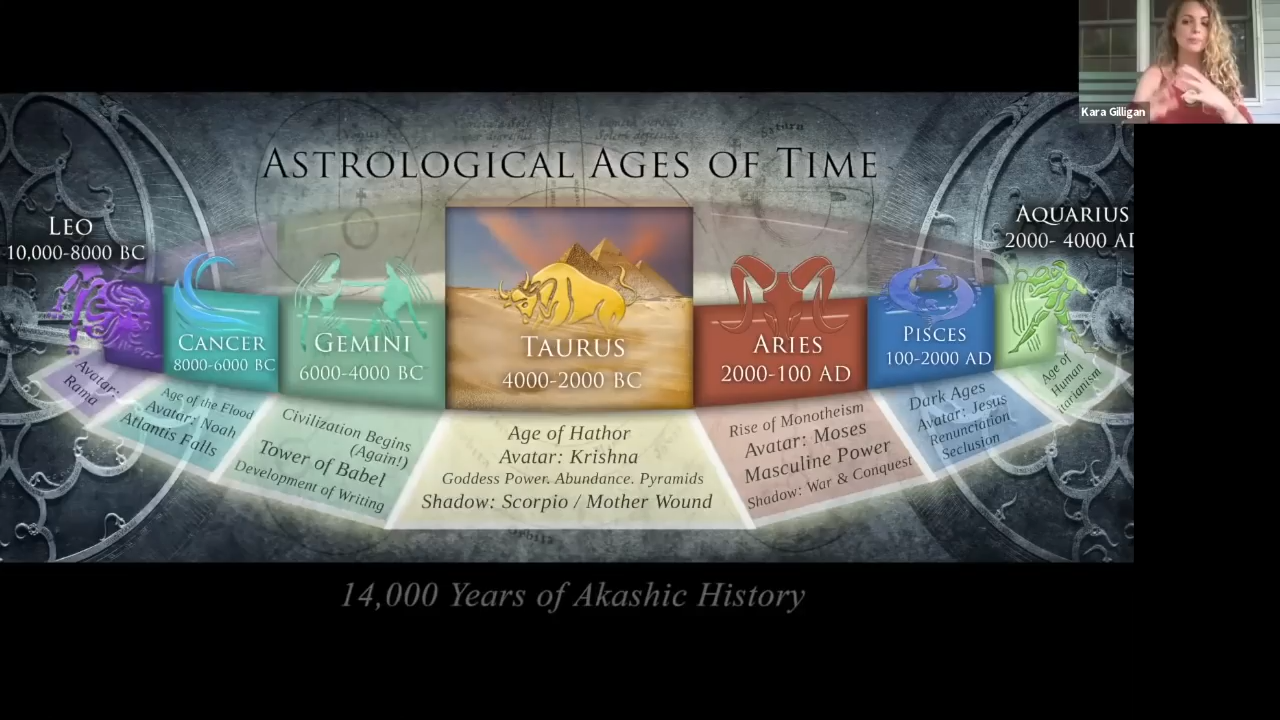 Kara Gilligan
ASTROLOGICAL AGES OF TIME
LEO
10,000-8000 BC
Avatar:
Rama
CANCER
8000-6000 BC
Age of the Flood
Avatar: Noah
Atlantis Falls
GEMINI
6000-4000 BC
Civilization Begins
(Again!)
Tower of Babel
Development of Writing
TAURUS
4000-2000 BC
Age of Hathor
Avatar: Krishna
Goddess Power. Abundance. Pyramids
Shadow: Scorpio / Mother Wound
ARIES
2000-100 AD
Rise of Monotheism
Avatar: Moses
Masculine Power
Shadow: War & Conquest
PISCES
100-2000 AD
Dark Ages
Avatar: Jesus
Renunciation
Seclusion
AQUARIUS
2000- 4000 AD
Age of
Human
itarianism
14,000 Years of Akashic History